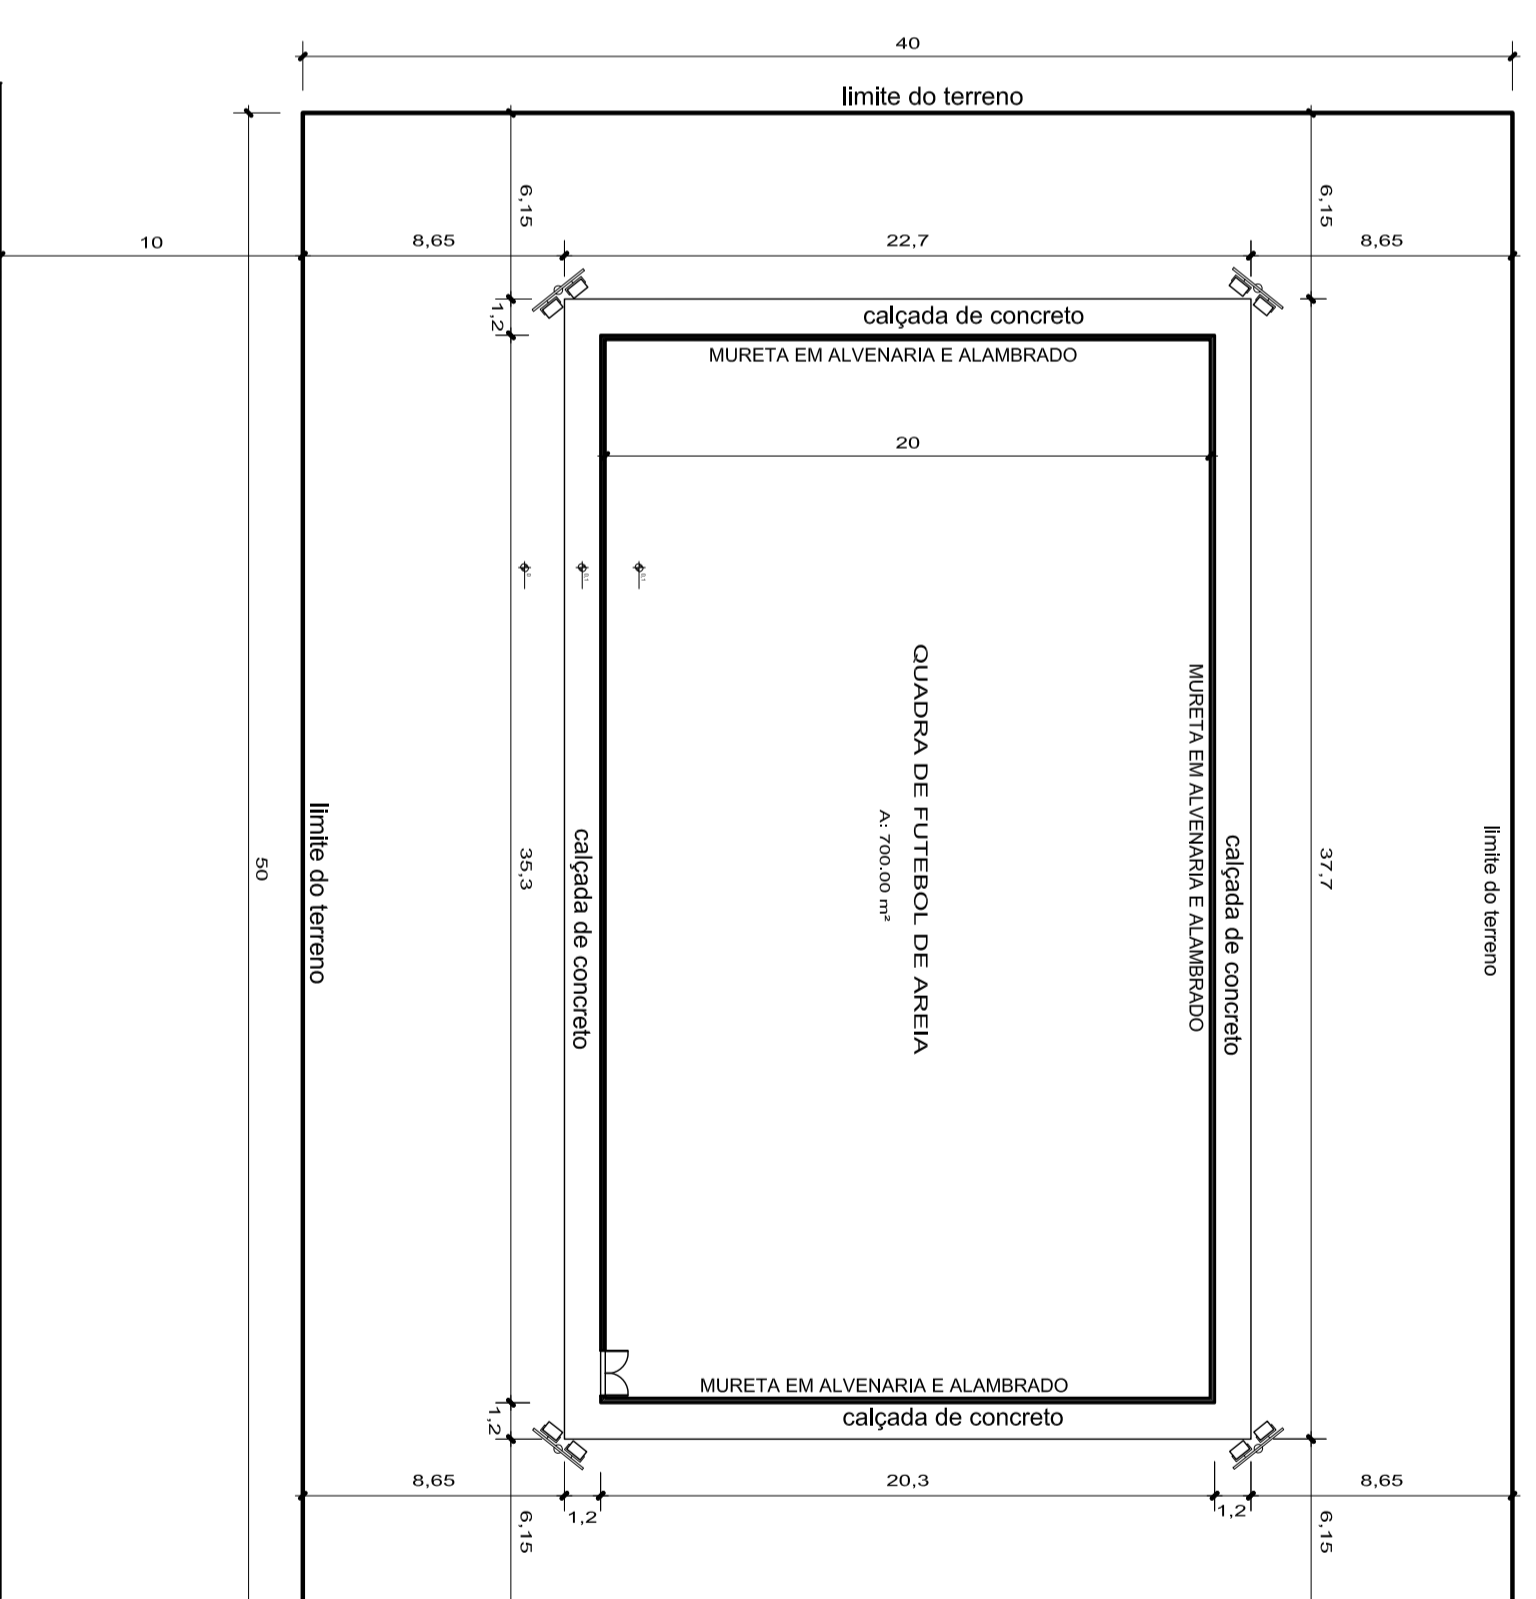 40
limite do terreno
6,15
6,15
10
8,65
22,7
8,65
1,2
calçada de concreto
MURETA EM ALVENARIA E ALAMBRADO
20
QUADRA DE FUTEBOL DE AREIA
A: 700.00 m²
MURETA EM ALVENARIA E ALAMBRADO
calçada de concreto
37,7
limite do terreno
50
limite do terreno
35,3
calçada de concreto
MURETA EM ALVENARIA E ALAMBRADO
calçada de concreto
1,2
8,65
20,3
8,65
1,2
1,2
6,15
6,15